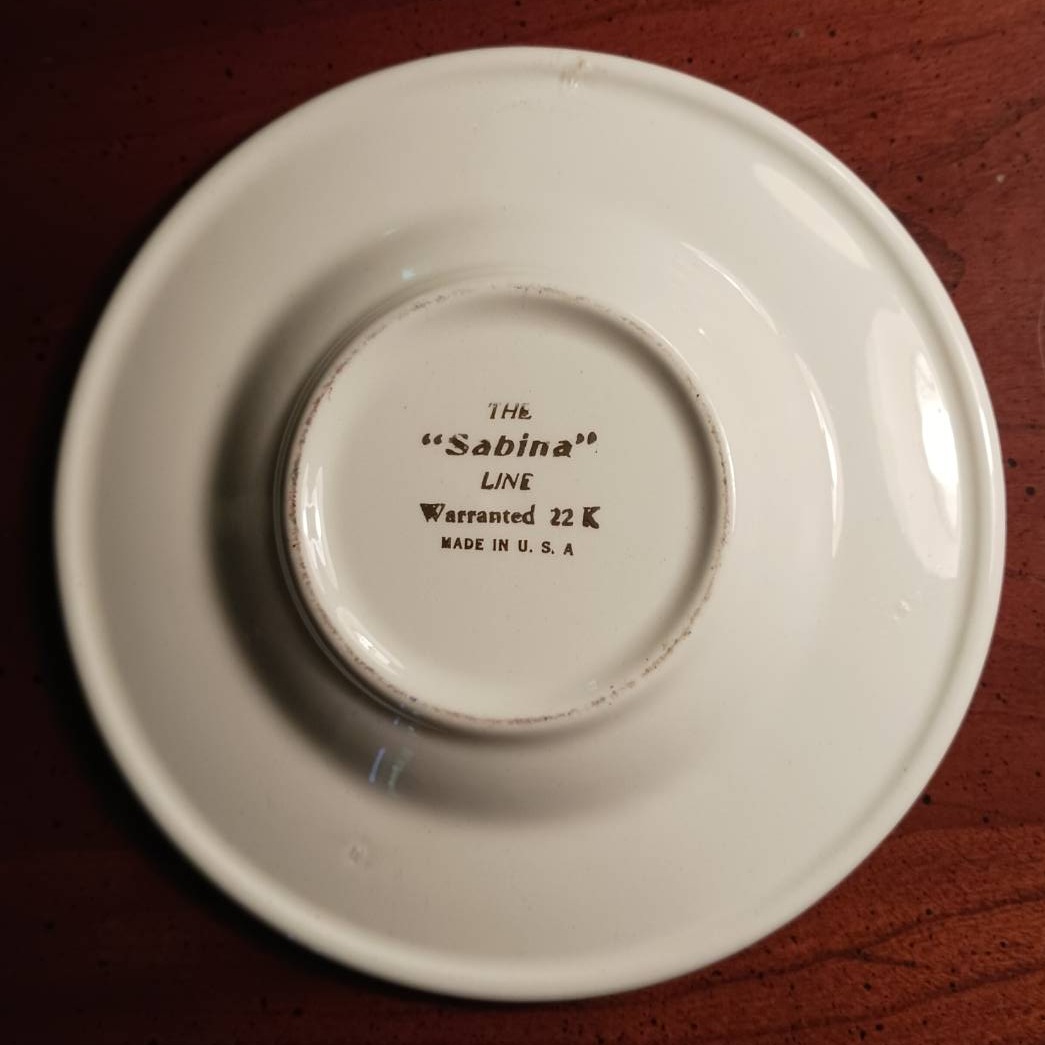 THE
“Sabina”
LINE
Warranted 22 K
MADE IN U. S. A